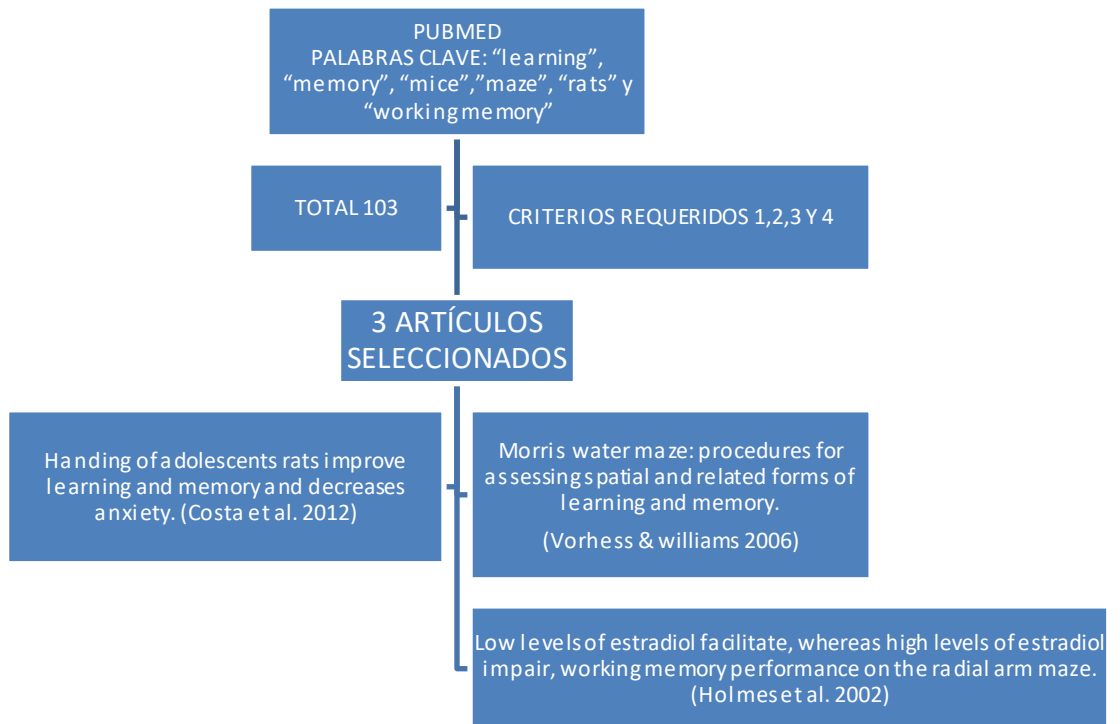 PUBMED
PALABRAS CLAVE: “learning”,
“memory”, “mice”,”maze”, “rats” y
“working memory”
TOTAL 103
CRITERIOS REQUERIDOS 1,2,3 Y 4
3 ARTÍCULOS
SELECCIONADOS
Handing of adolescents rats improve
learning and memory and decreases
anxiety. (Costa et al. 2012)
Morris water maze: procedures for
assessing spatial and related forms of
learning and memory.
(Vorhess & williams 2006)
Low levels of estradiol facilitate, whereas high levels of estradiol
impair, working memory performance on the radial arm maze.
(Holmes et al. 2002)